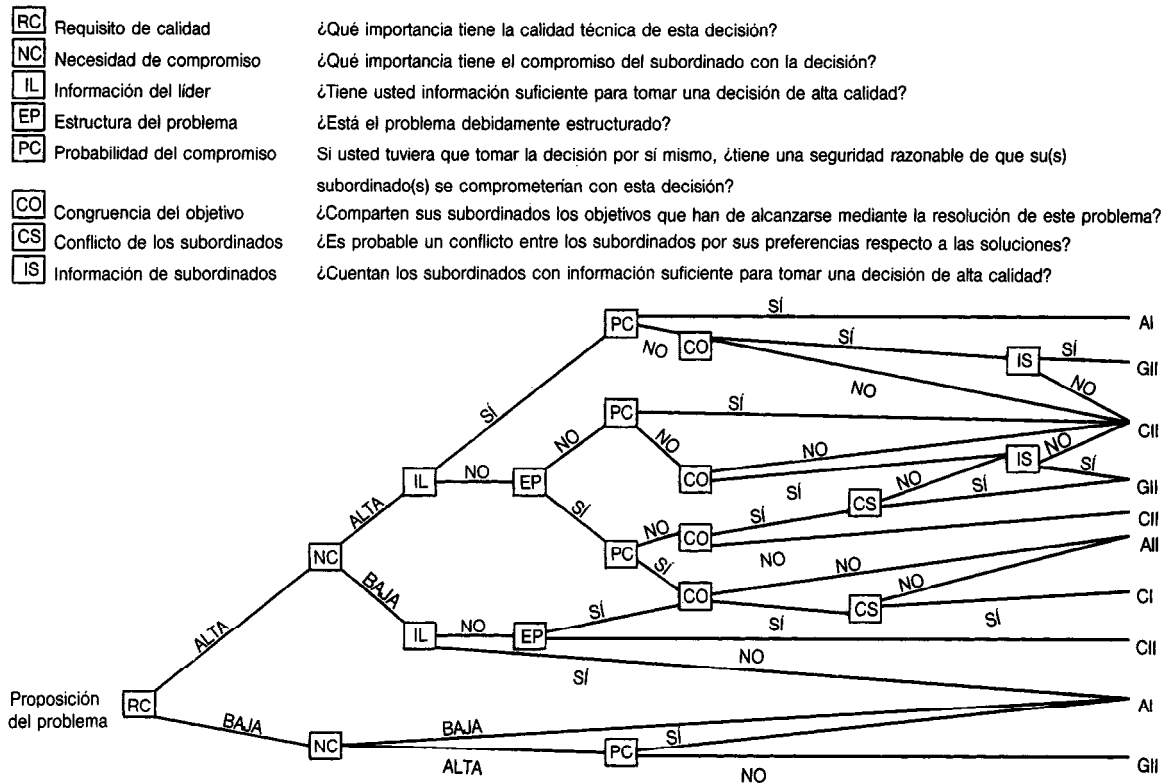 RC Requisito de calidad ¿Qué importancia tiene la calidad técnica de esta decisión?
NC Necesidad de compromiso ¿Qué importancia tiene el compromiso del subordinado con la decisión?
IL Información del líder ¿Tiene usted información suficiente para tomar una decisión de alta calidad?
EP Estructura del problema ¿Está el problema debidamente estructurado?
PC Probabilidad del compromiso Si usted tuviera que tomar la decisión por sí mismo, ¿tiene una seguridad razonable de que su(s)
subordinado(s) se comprometerían con esta decisión?
CO Congruencia del objetivo ¿Comparten sus subordinados los objetivos que han de alcanzarse mediante la resolución de este problema?
CS Conflicto de los subordinados ¿Es probable un conflicto entre los subordinados por sus preferencias respecto a las soluciones?
IS Información de subordinados ¿Cuentan los subordinados con información suficiente para tomar una decisión de alta calidad?
SÍ
PC AI
NO CO SÍ IS SÍ GII
SÍ NO NO
PC SÍ CII
NO NO NO NO
IL NO EP CO IS SÍ
SÍ NO GII
ALTA SÍ SÍ CS SÍ
NO CO CII
NC PC NO AII
SÍ NO
BAJA CO NO
SÍ CS CI
IL NO EP SÍ SÍ
CII
ALTA NO
SÍ
Proposición
del problema RC AI
BAJA BAJA SÍ
NC PC
ALTA NO GII